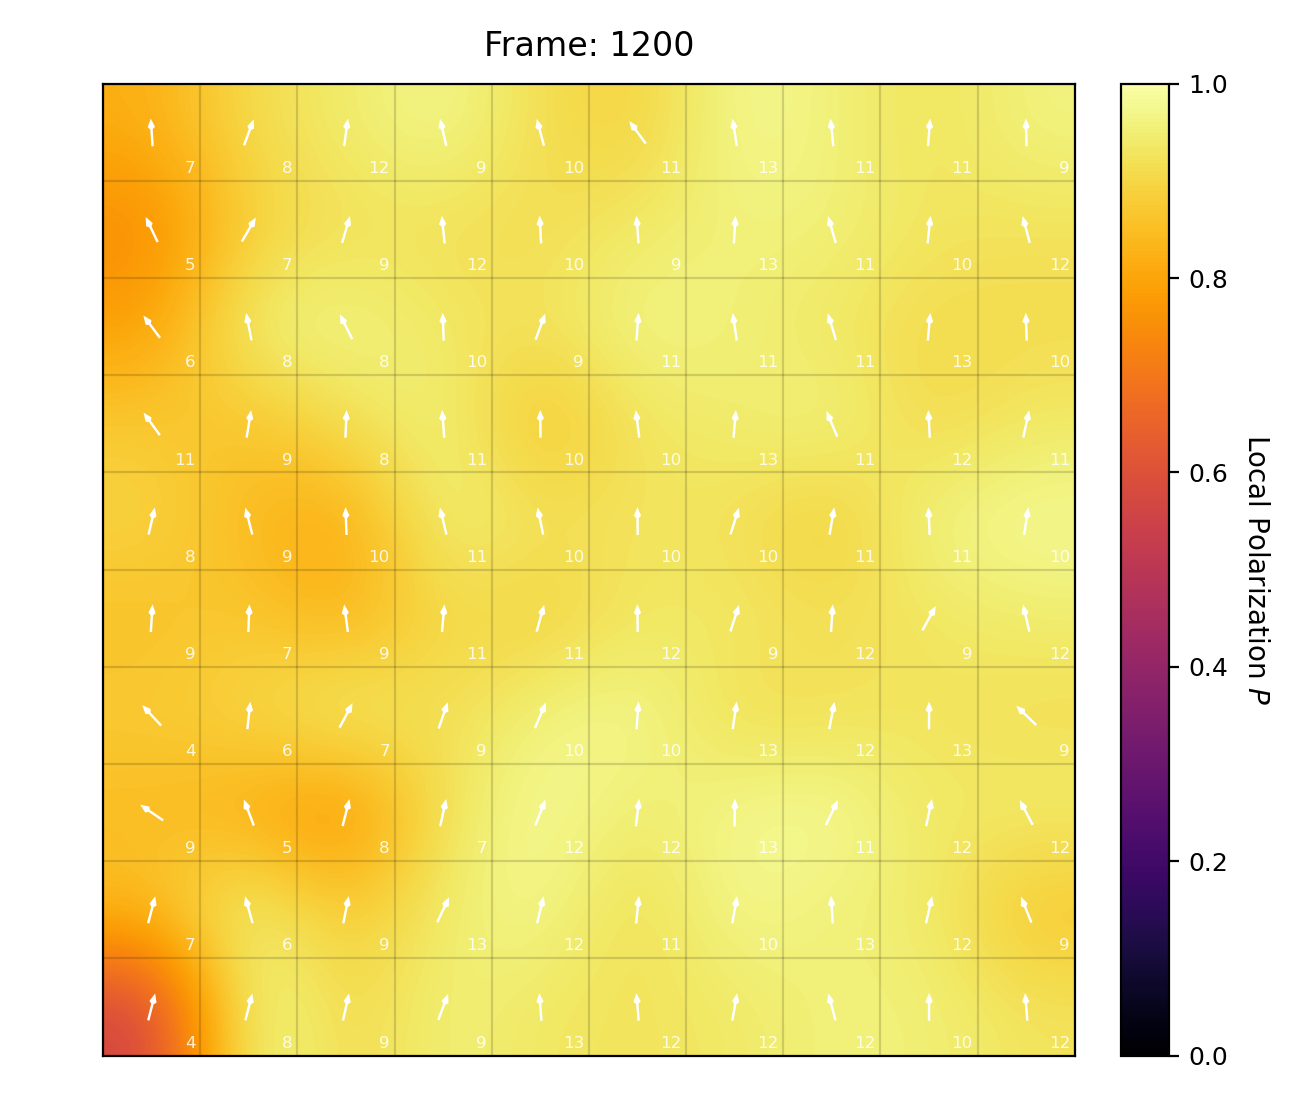 Frame: 1200
7 8 12 9 10 11 13 11 11 9
5 7 9 12 10 9 13 11 10 12
6 8 8 10 9 11 11 11 13 10
11 9 8 11 10 10 13 11 12 11
8 9 10 11 10 10 10 11 11 10
9 7 9 11 11 12 9 12 9 12
4 6 7 9 10 10 13 12 13 9
9 5 8 7 12 12 13 11 12 12
7 6 9 13 12 11 10 13 12 9
4 8 9 9 13 12 12 12 10 12
1.0
0.8
0.6
0.4
0.2
0.0
Local Polarization P